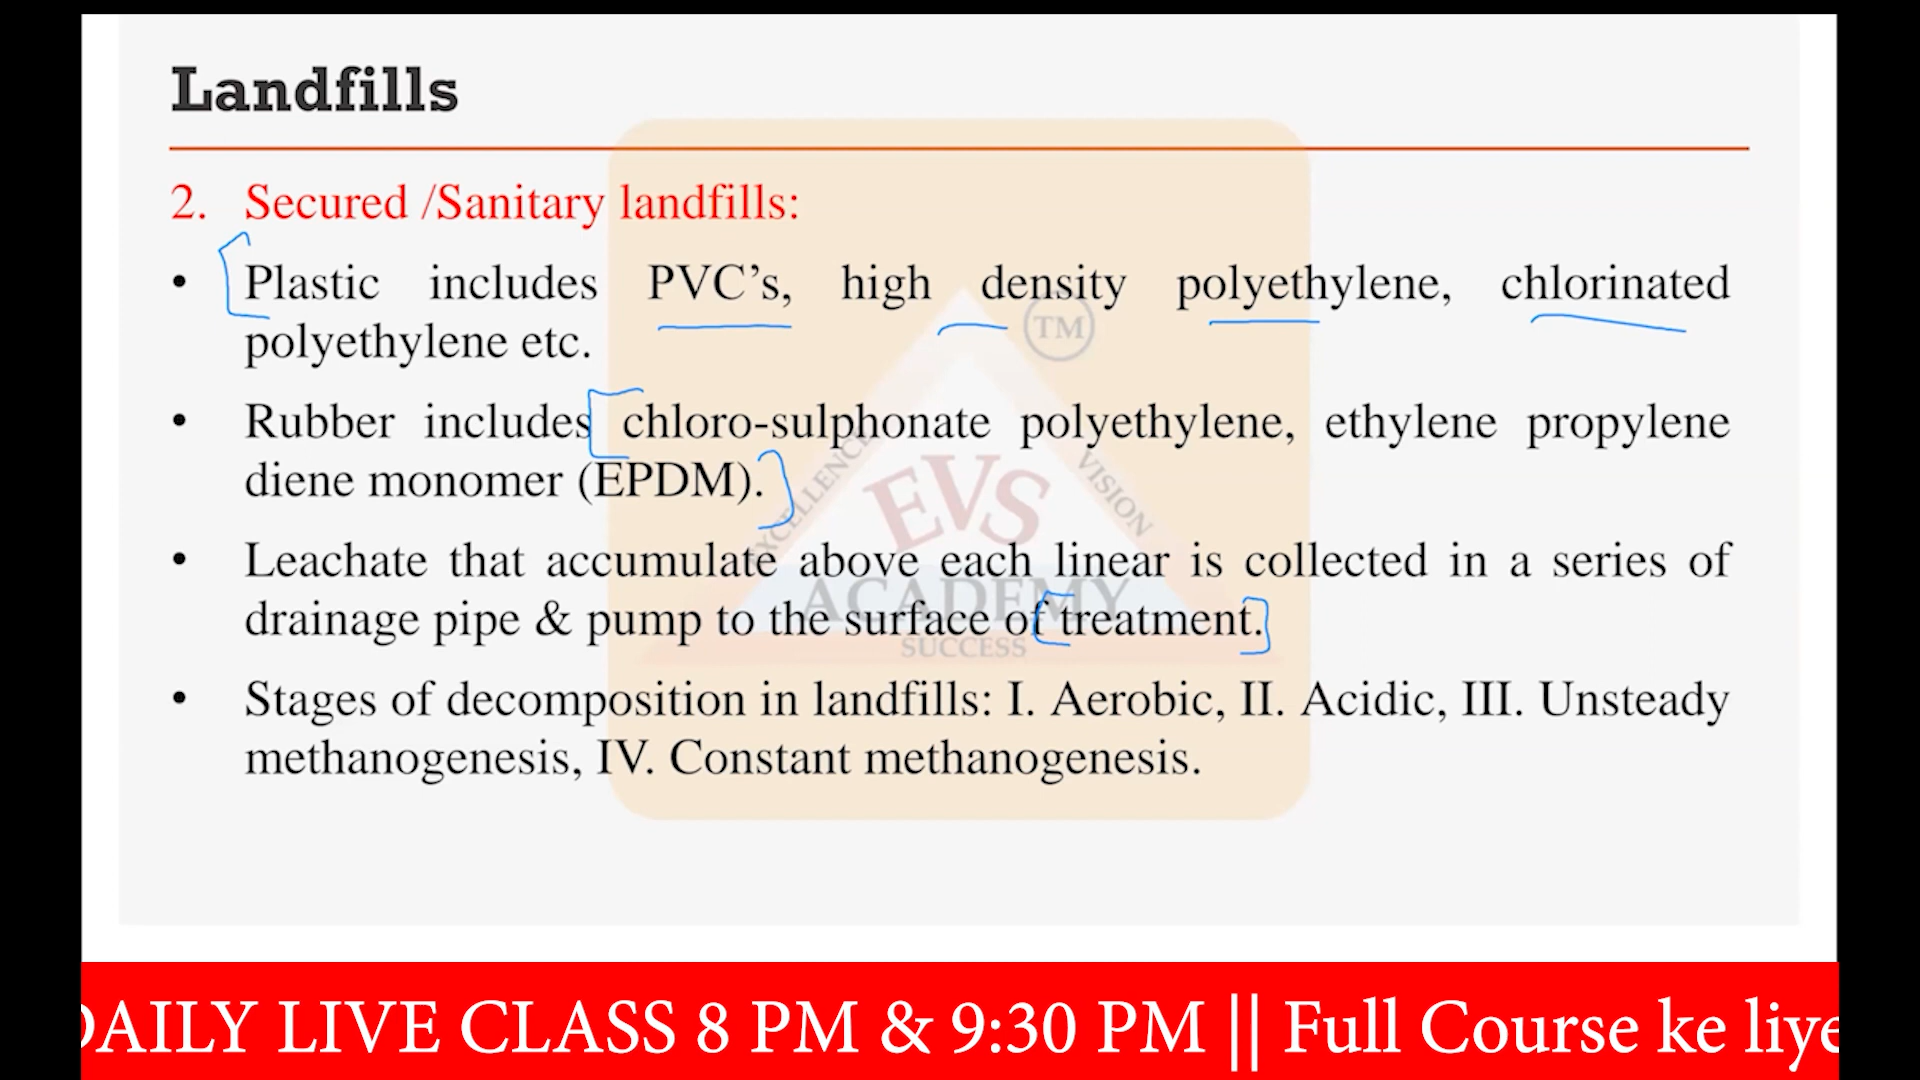 Landfills
2. Secured /Sanitary landfills:
• Plastic includes PVC's, high density polyethylene, chlorinated
polyethylene etc.
• Rubber includes chloro-sulphonate polyethylene, ethylene propylene
diene monomer (EPDM).
• Leachate that accumulate above each linear is collected in a series of
drainage pipe & pump to the surface of treatment.
• Stages of decomposition in landfills: I. Aerobic, II. Acidic, III. Unsteady
methanogenesis, IV. Constant methanogenesis.
TM
EXCELLENCE
VISION
EVS
ACADEMY
SUCCESS
DAILY LIVE CLASS 8 PM & 9:30 PM || Full Course ke liye